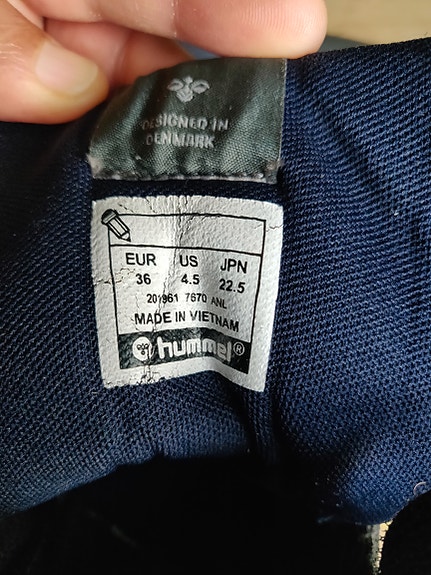 DESIGNED IN
DENMARK
EUR US JPN
36 4.5 22.5
201961 7670 ANL
MADE IN VIETNAM
hummel®